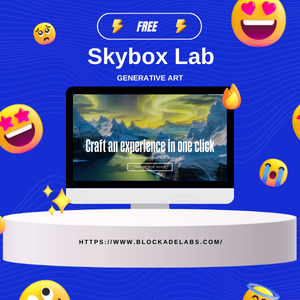 FREE
Skybox Lab
GENERATIVE ART
Craft an experience in one click
HTTPS://WWW.BLOCKADELABS.COM/